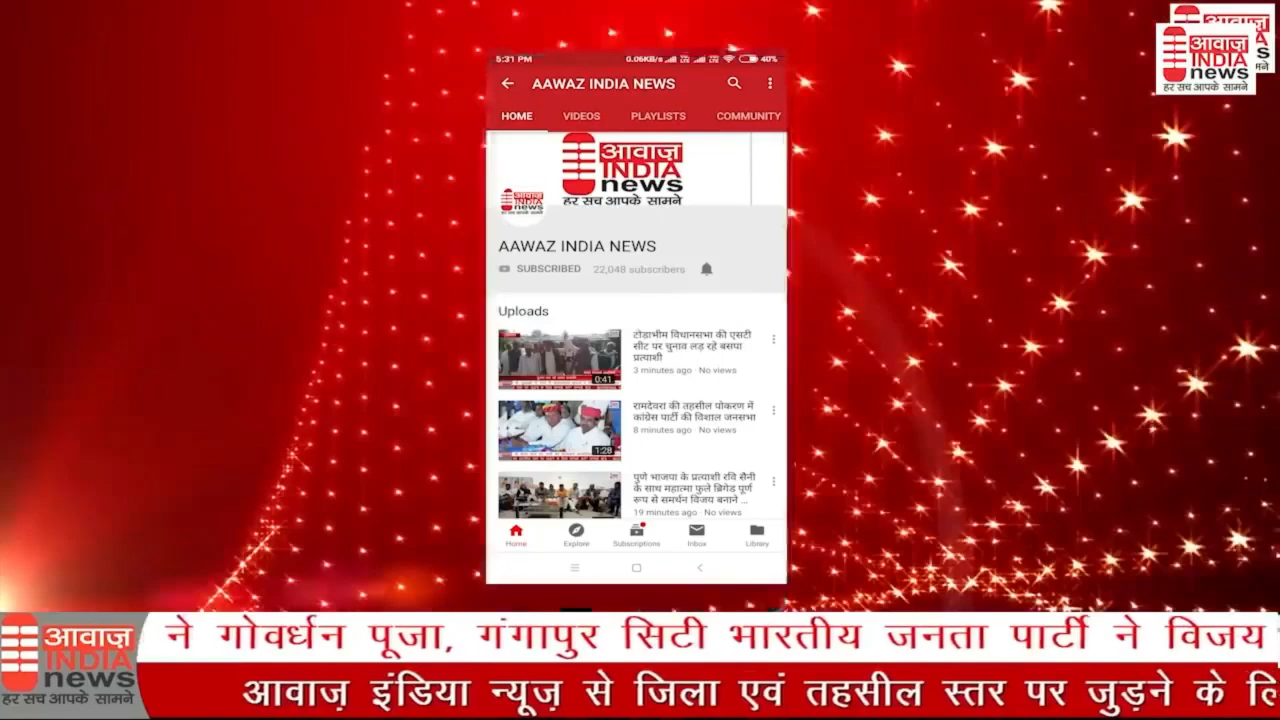 आवाज़
INDIA
news
हर सच आपके सामने
5:31 PM 0.06KB/s 40%
AAWAZ INDIA NEWS
HOME VIDEOS PLAYLISTS COMMUNITY
आवाज़
INDIA
news
हर सच आपके सामने
आवाज़
INDIA
news
AAWAZ INDIA NEWS
SUBSCRIBED 22,048 subscribers
Uploads
टोडाभीम विधानसभा की एसटी
सीट पर चुनाव लड़ रहे बसपा
प्रत्याशी
3 minutes ago · No views
0:41
रामदेवरा की तहसील पोकरण में
कांग्रेस पार्टी की विशाल जनसभा
8 minutes ago · No views
1:28
पुणे भाजपा के प्रत्याशी रवि सैनी
के साथ महात्मा फुले ब्रिगेड पूर्ण
रूप से समर्थन विजय बनाने ...
19 minutes ago · No views
Home Explore Subscriptions Inbox Library
ने गोवर्धन पूजा, गंगापुर सिटी भारतीय जनता पार्टी ने विजय
आवाज़
INDIA
news
हर सच आपके सामने
आवाज़ इंडिया न्यूज़ से जिला एवं तहसील स्तर पर जुड़ने के लि